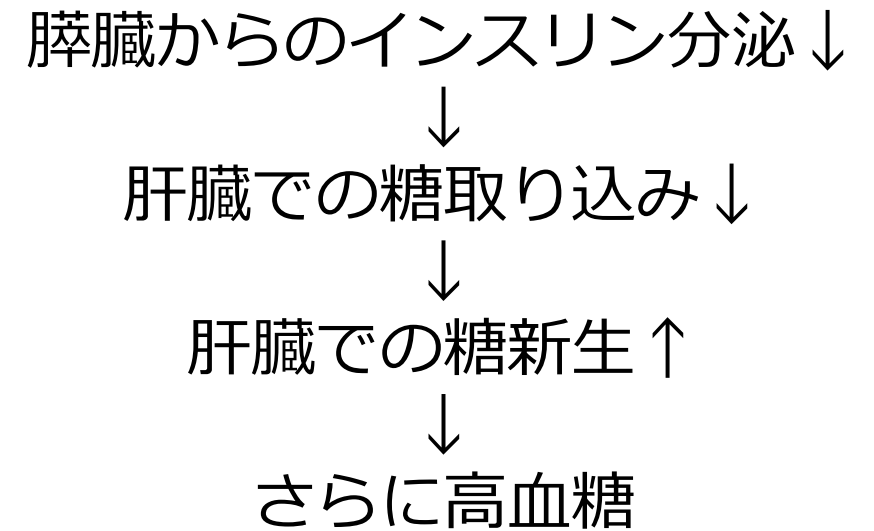 膵臓からのインスリン分泌↓
↓
肝臓での糖取り込み↓
↓
肝臓での糖新生↑
↓
さらに高血糖